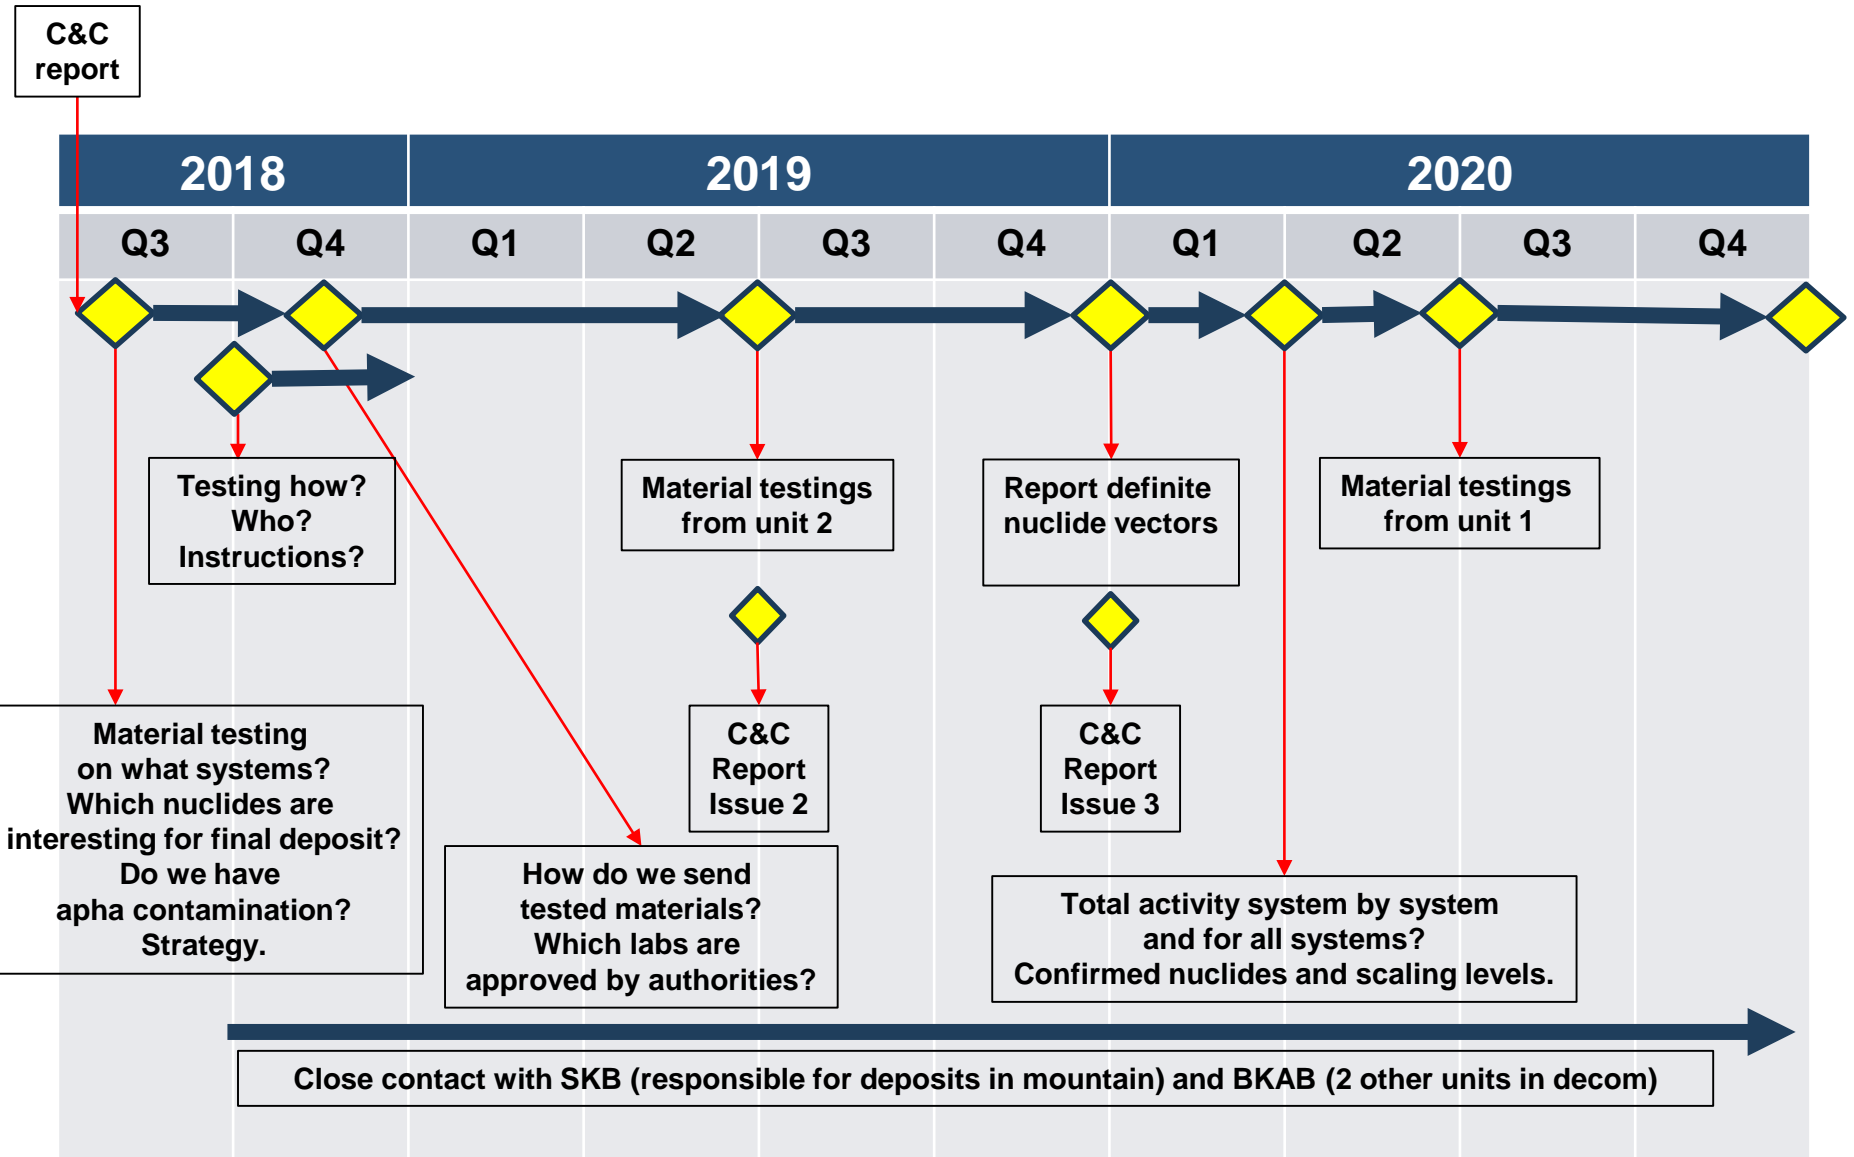 C&C
report
2018
2019
2020
Q3
Q4
Q1
Q2
Q3
Q4
Q1
Q2
Q3
Q4
Testing how?
Who?
Instructions?
Material testings
from unit 2
Report definite
nuclide vectors
Material testings
from unit 1
Material testing
on what systems?
Which nuclides are
interesting for final deposit?
Do we have
apha contamination?
Strategy.
C&C
Report
Issue 2
C&C
Report
Issue 3
How do we send
tested materials?
Which labs are
approved by authorities?
Total activity system by system
and for all systems?
Confirmed nuclides and scaling levels.
Close contact with SKB (responsible for deposits in mountain) and BKAB (2 other units in decom)